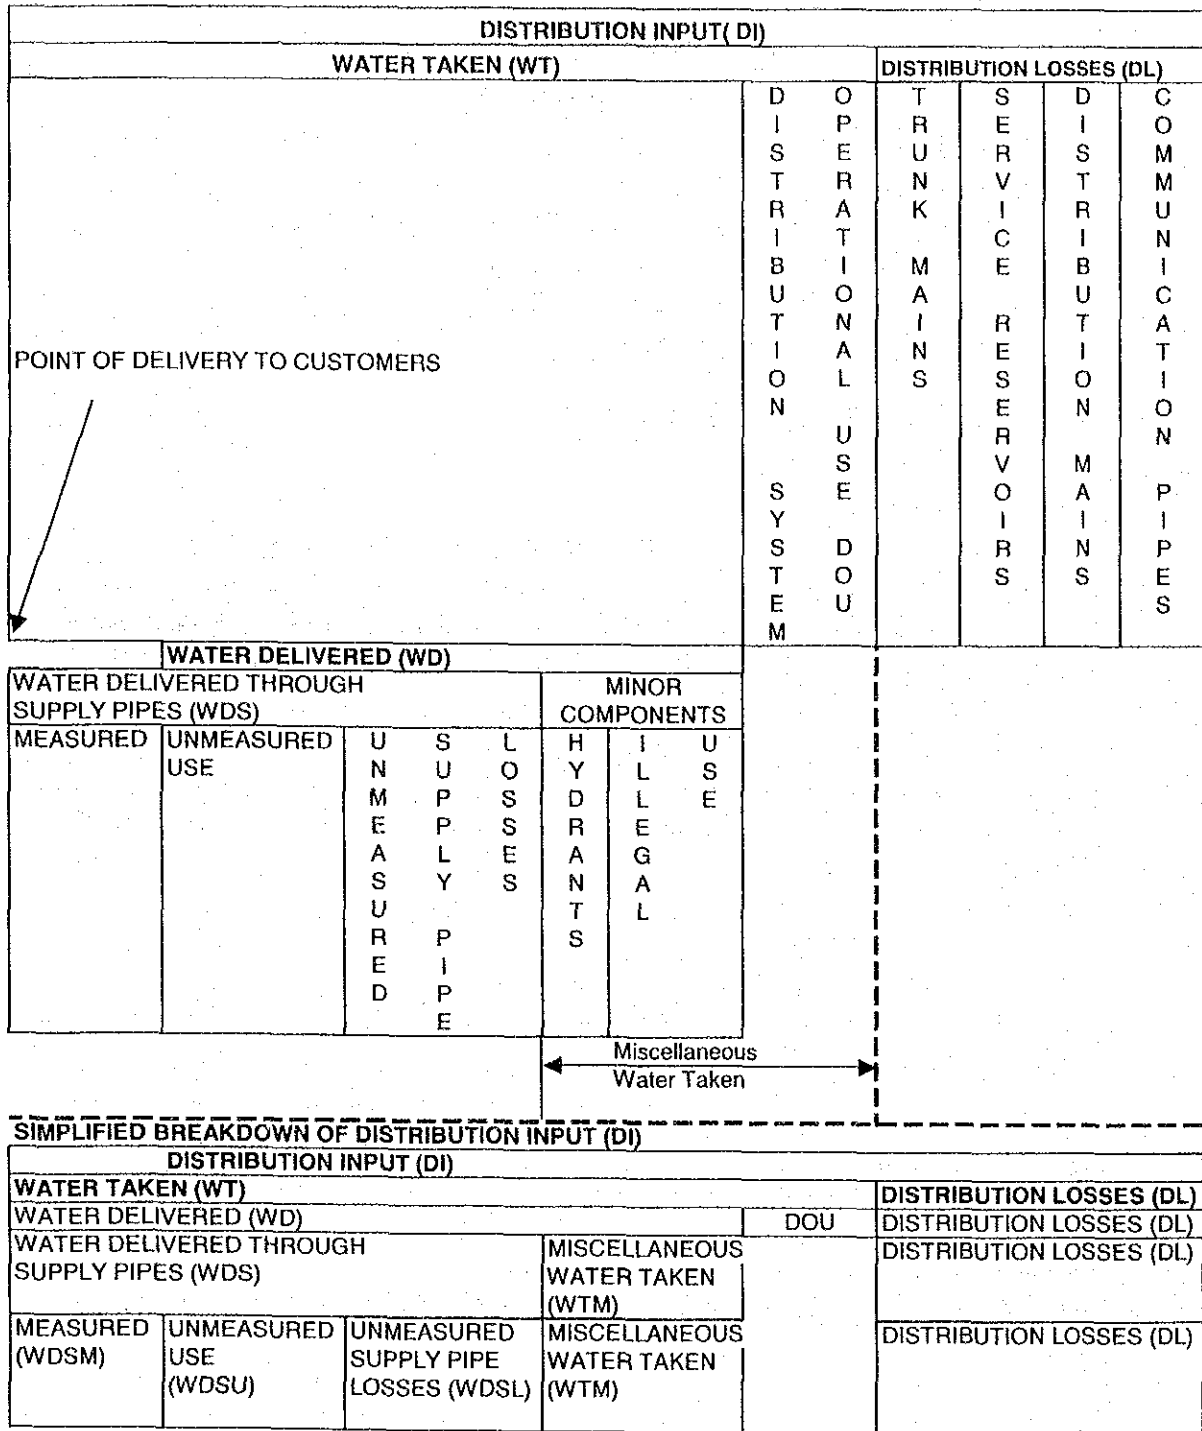 DISTRIBUTION INPUT( DI)
WATER TAKEN (WT)
DISTRIBUTION LOSSES (DL)
DISTRIBUTION SYSTEM
OPERATIONAL USE DOU
TRUNK MAINS
SERVICE RESERVOIRS
DISTRIBUTION MAINS
COMMUNICATION PIPES
POINT OF DELIVERY TO CUSTOMERS
WATER DELIVERED (WD)
WATER DELIVERED THROUGH
SUPPLY PIPES (WDS)
MINOR
COMPONENTS
MEASURED
UNMEASURED
USE
UNMEASURED
SUPPLY PIPE
LOSSES
HYDRANTS
ILLEGAL
USE
Miscellaneous
Water Taken
SIMPLIFIED BREAKDOWN OF DISTRIBUTION INPUT (DI)
DISTRIBUTION INPUT (DI)
WATER TAKEN (WT)
DISTRIBUTION LOSSES (DL)
WATER DELIVERED (WD)
DOU
DISTRIBUTION LOSSES (DL)
WATER DELIVERED THROUGH
SUPPLY PIPES (WDS)
MISCELLANEOUS
WATER TAKEN
(WTM)
DISTRIBUTION LOSSES (DL)
MEASURED
(WDSM)
UNMEASURED
USE
(WDSU)
UNMEASURED
SUPPLY PIPE
LOSSES (WDSL)
MISCELLANEOUS
WATER TAKEN
(WTM)
DISTRIBUTION LOSSES (DL)